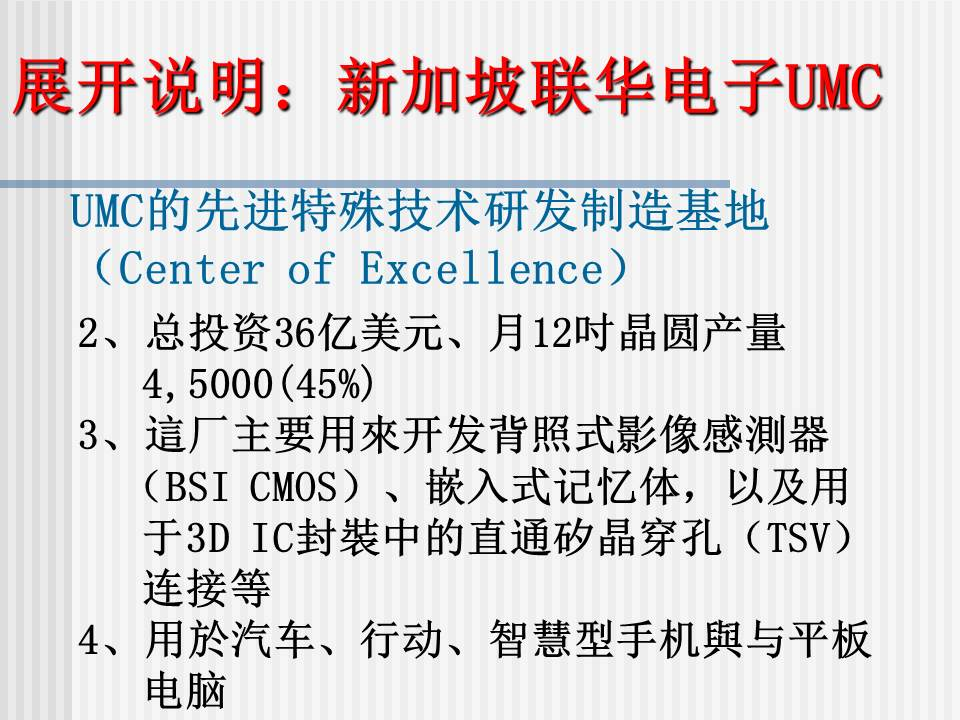 展开说明：新加坡联华电子UMC
UMC的先进特殊技术研发制造基地
（Center of Excellence）
2、总投资36亿美元、月12吋晶圆产量
4,5000(45%)
3、這厂主要用來开发背照式影像感測器
（BSI CMOS）、嵌入式记忆体，以及用
于3D IC封裝中的直通矽晶穿孔（TSV）
连接等
4、用於汽车、行动、智慧型手机與与平板
电脑